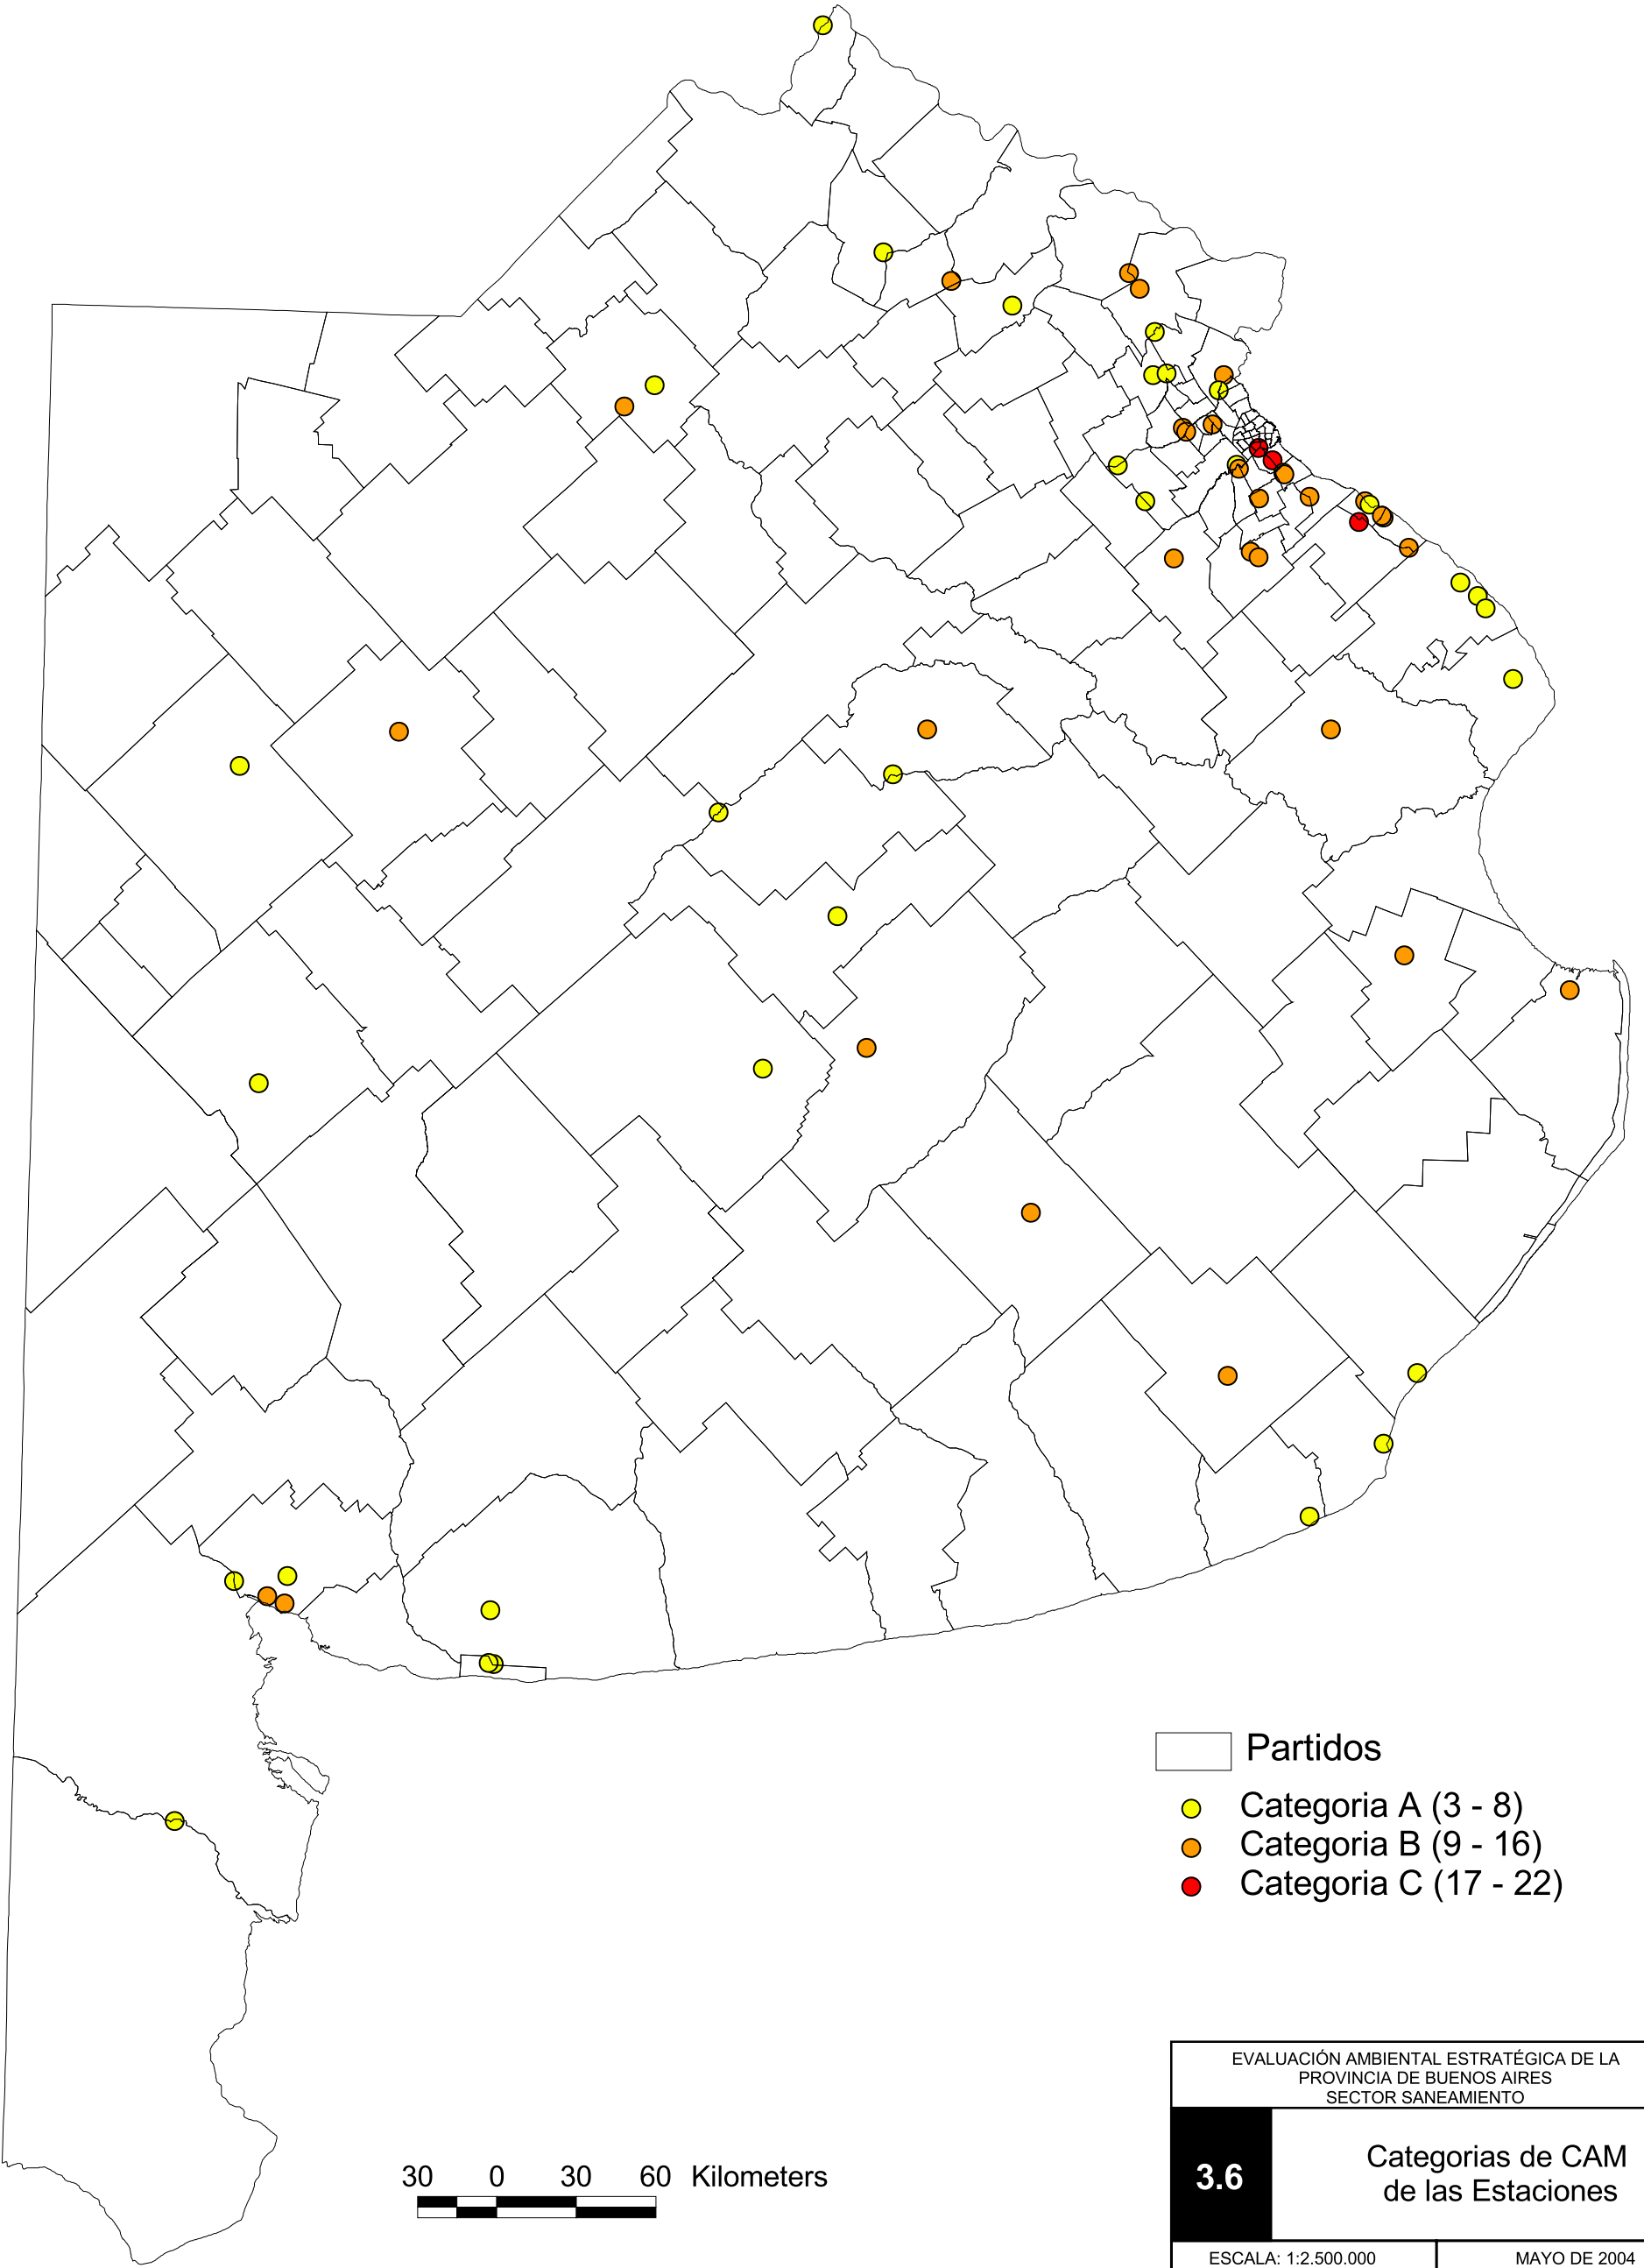 Partidos
Categoria A (3 - 8)
Categoria B (9 - 16)
Categoria C (17 - 22)
30 0 30 60 Kilometers
EVALUACIÓN AMBIENTAL ESTRATÉGICA DE LA
PROVINCIA DE BUENOS AIRES
SECTOR SANEAMIENTO
3.6
Categorias de CAM
de las Estaciones
ESCALA: 1:2.500.000
MAYO DE 2004